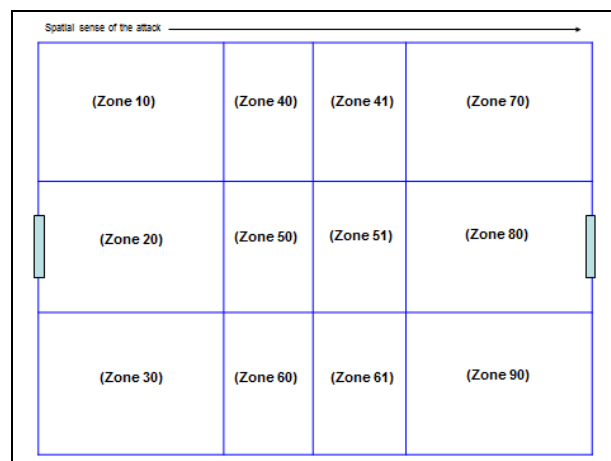 Spatial sense of the attack
(Zone 10) (Zone 40) (Zone 41) (Zone 70)
(Zone 20) (Zone 50) (Zone 51) (Zone 80)
(Zone 30) (Zone 60) (Zone 61) (Zone 90)